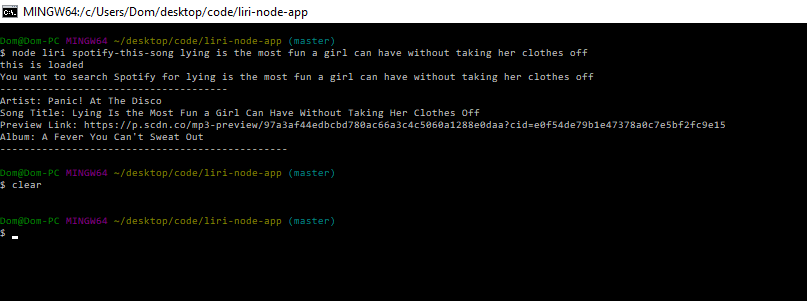 MINGW64:/c/Users/Dom/desktop/code/liri-node-app
Dom@Dom-PC MINGW64 ~/desktop/code/liri-node-app (master)
$ node liri spotify-this-song lying is the most fun a girl can have without taking her clothes off
this is loaded
You want to search Spotify for lying is the most fun a girl can have without taking her clothes off
---------------------------------------
Artist: Panic! At The Disco
Song Title: Lying Is the Most Fun a Girl Can Have Without Taking Her Clothes Off
Preview Link: https://p.scdn.co/mp3-preview/97a3af44edbcbd780ac66a3c4c5060a1288e0daa?cid=e0f54de79b1e47378a0c7e5bf2fc9e15
Album: A Fever You Can't Sweat Out
-------------------------------------------------
Dom@Dom-PC MINGW64 ~/desktop/code/liri-node-app (master)
$ clear
Dom@Dom-PC MINGW64 ~/desktop/code/liri-node-app (master)
$